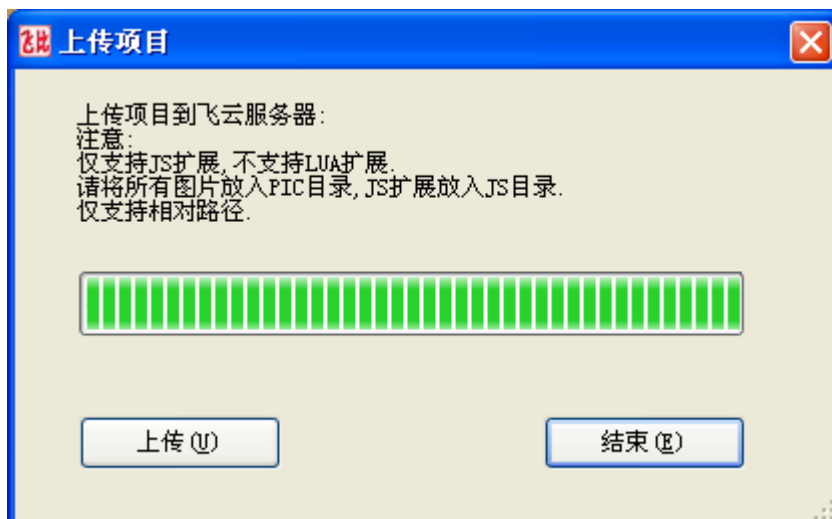 飞比 上传项目
上传项目到飞云服务器:
注意:
仅支持JS扩展,不支持LUA扩展.
请将所有图片放入PIC目录,JS扩展放入JS目录.
仅支持相对路径.
上传(U) 结束(E)